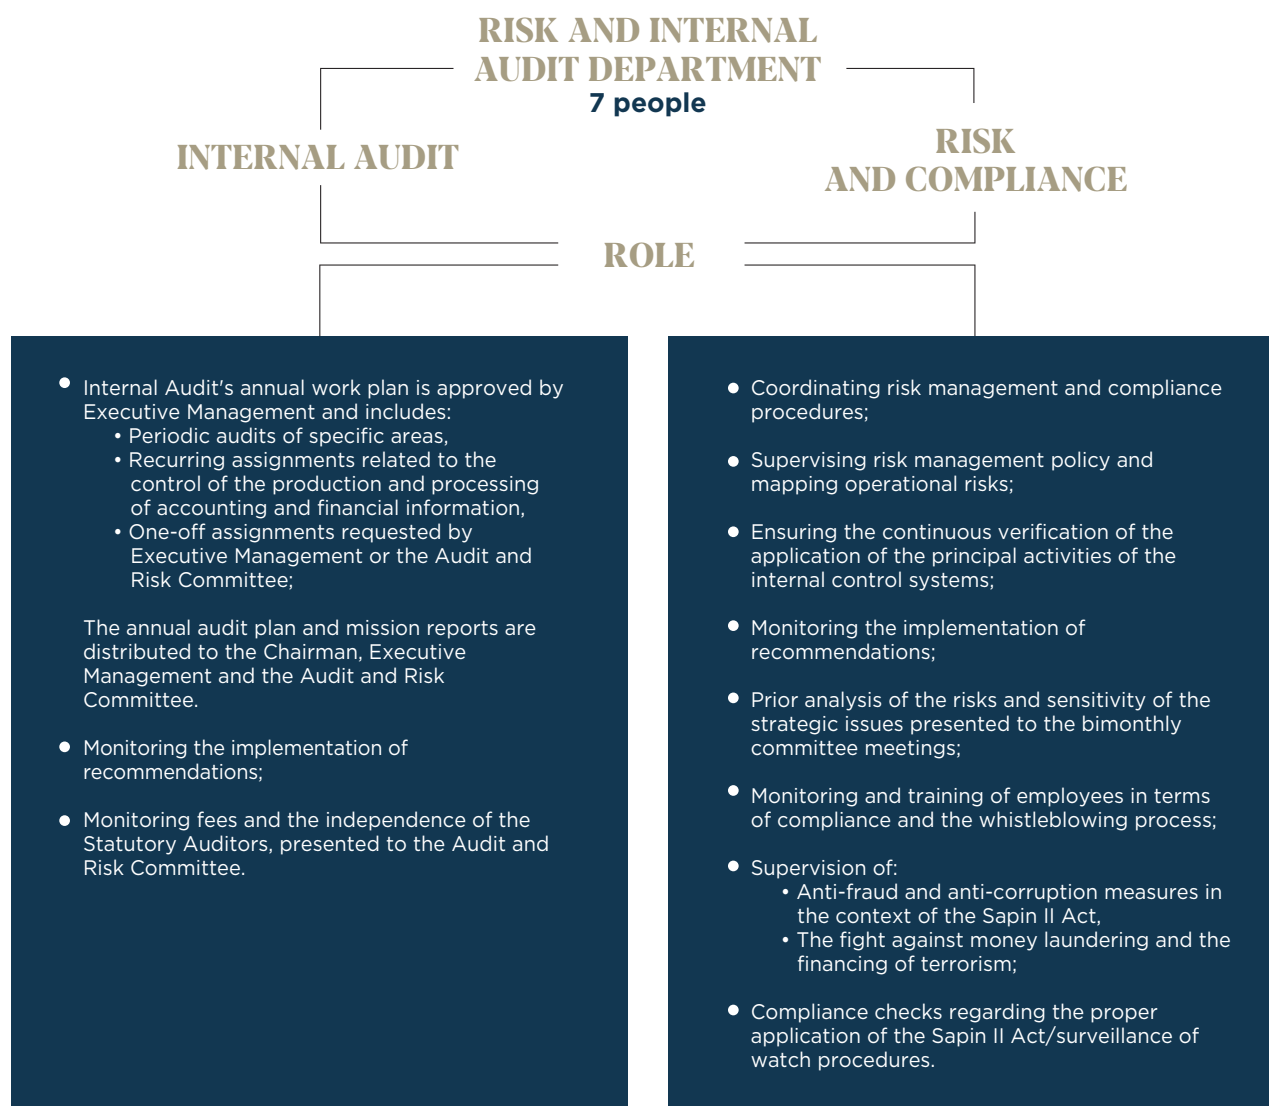 RISK AND INTERNAL
AUDIT DEPARTMENT
7 people
INTERNAL AUDIT
RISK
AND COMPLIANCE
ROLE
• Internal Audit's annual work plan is approved by
Executive Management and includes:
• Periodic audits of specific areas,
• Recurring assignments related to the
control of the production and processing
of accounting and financial information,
• One-off assignments requested by
Executive Management or the Audit and
Risk Committee;
The annual audit plan and mission reports are
distributed to the Chairman, Executive
Management and the Audit and Risk
Committee.
• Monitoring the implementation of
recommendations;
• Monitoring fees and the independence of the
Statutory Auditors, presented to the Audit and
Risk Committee.
• Coordinating risk management and compliance
procedures;
• Supervising risk management policy and
mapping operational risks;
• Ensuring the continuous verification of the
application of the principal activities of the
internal control systems;
• Monitoring the implementation of
recommendations;
• Prior analysis of the risks and sensitivity of the
strategic issues presented to the bimonthly
committee meetings;
• Monitoring and training of employees in terms
of compliance and the whistleblowing process;
• Supervision of:
• Anti-fraud and anti-corruption measures in
the context of the Sapin II Act,
• The fight against money laundering and the
financing of terrorism;
• Compliance checks regarding the proper
application of the Sapin II Act/surveillance of
watch procedures.